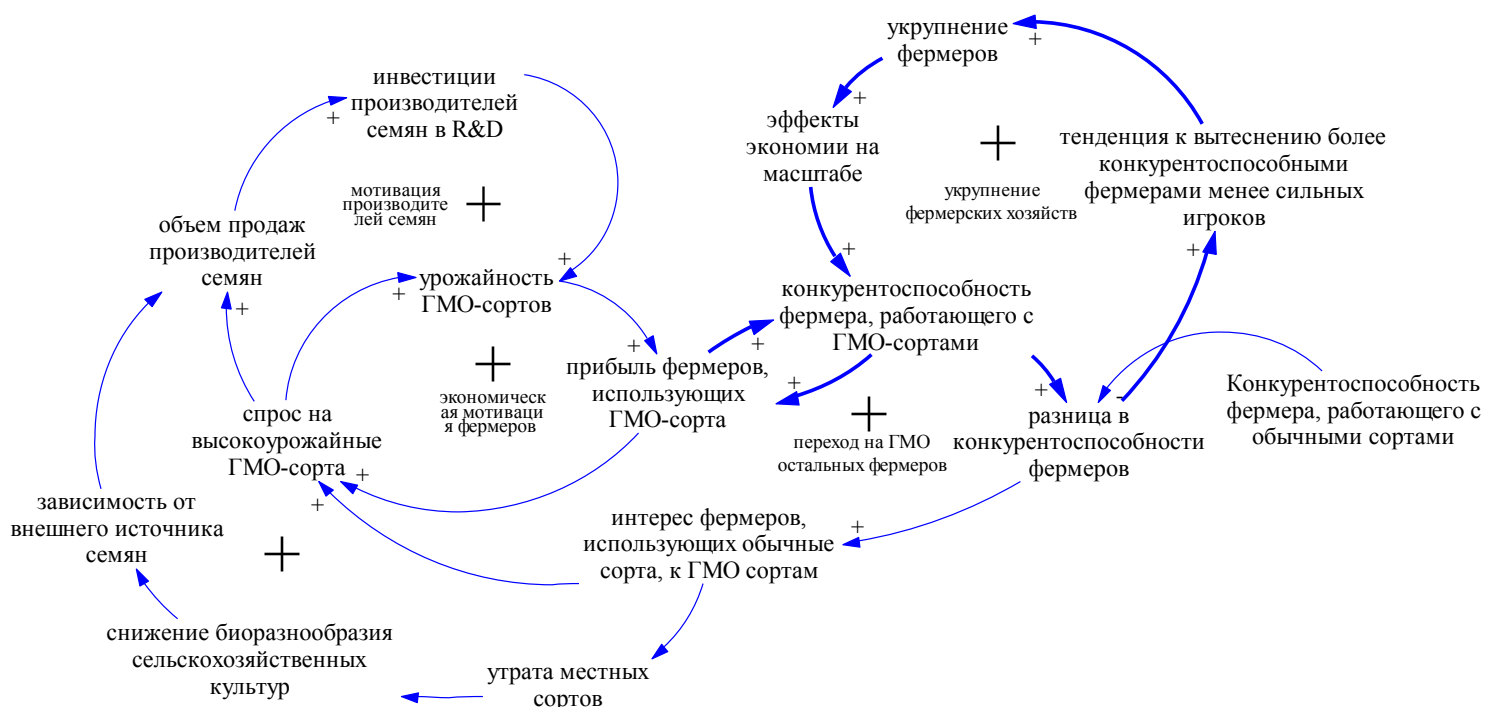 укрупнение
фермеров
+
инвестиции
производителей
семян в R&D
+
+
эффекты
экономии на
масштабе
тенденция к вытеснению более
конкурентоспособными
фермерами менее сильных
игроков
+
+
укрупнение
фермерских хозяйств
мотивация
производите
лей семян
+
объем продаж
производителей
семян
+
+
+
+
урожайность
ГМО-сортов
+
+
конкурентоспособность
фермера, работающего с
ГМО-сортами
+
+
прибыль фермеров,
использующих
ГМО-сорта
+
+
экономическ
ая мотиваци
я фермеров
+
+
переход на ГМО
остальных фермеров
+
-
разница в
конкурентоспособности
фермеров
Конкурентоспособность
фермера, работающего с
обычными сортами
спрос на
высокоурожайные
ГМО-сорта
+
+
зависимость от
внешнего источника
семян
+
интерес фермеров,
использующих обычные
сорта, к ГМО сортам
+
снижение биоразнообразия
сельскохозяйственных
культур
утрата местных
сортов